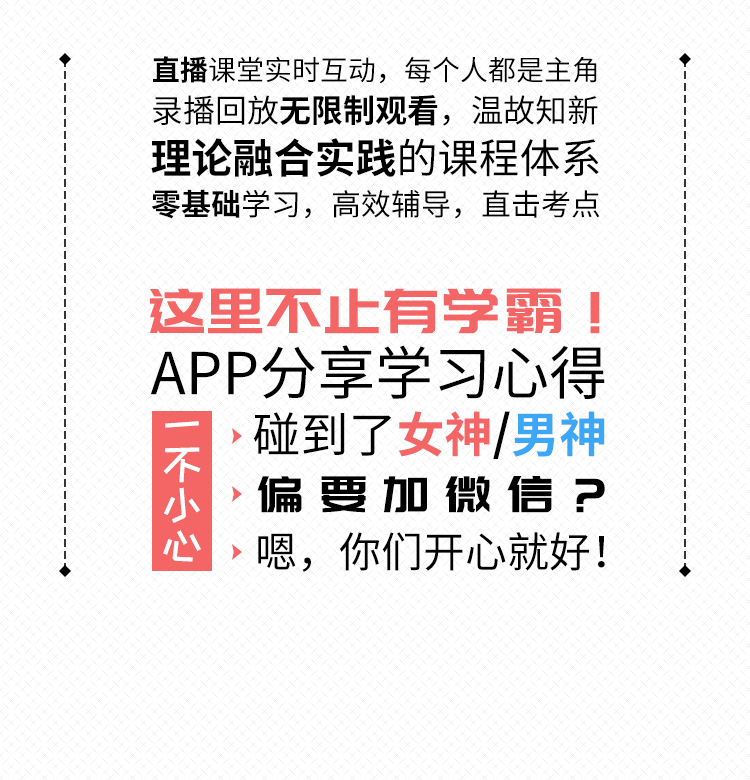 直播课堂实时互动，每个人都是主角
录播回放无限制观看，温故知新
理论融合实践的课程体系
零基础学习，高效辅导，直击考点
这里不止有学霸！
APP分享学习心得
一不小心
碰到了女神/男神
偏要加微信？
嗯，你们开心就好！